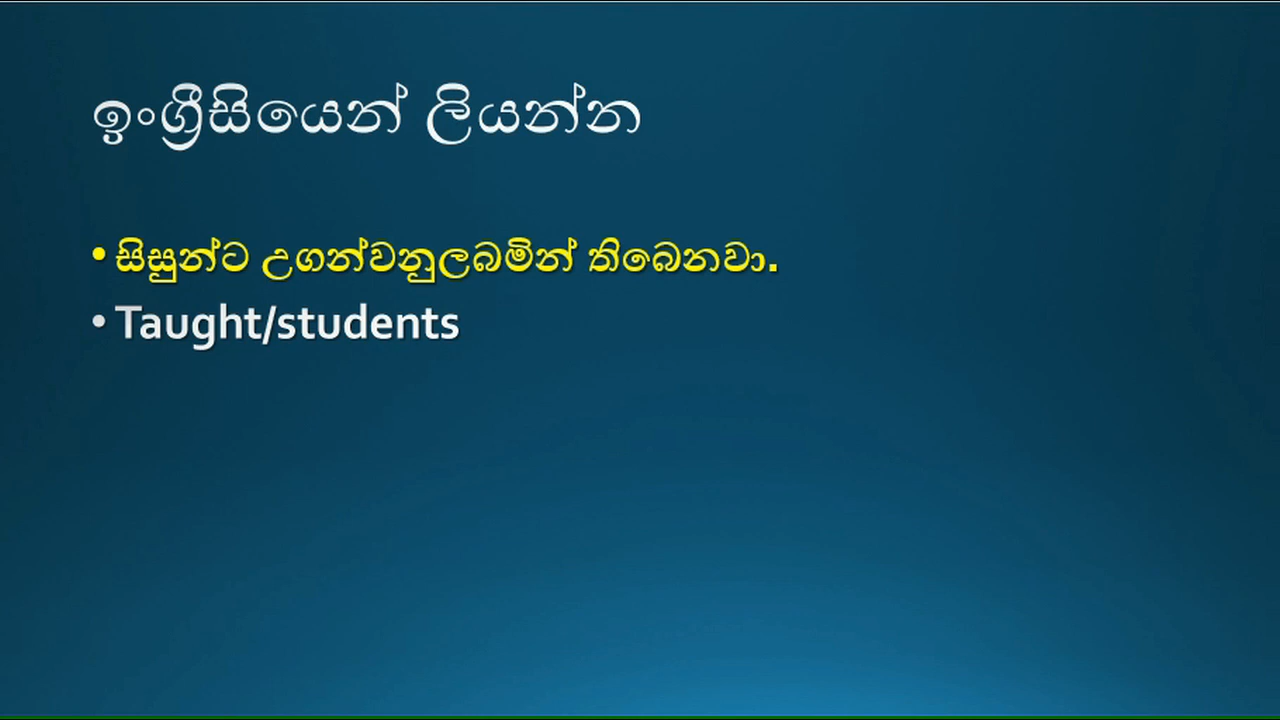 ඉංග්‍රීසියෙන් ලියන්න
• සිසුන්ට උගන්වනුලබමින් තිබෙනවා.
• Taught/students